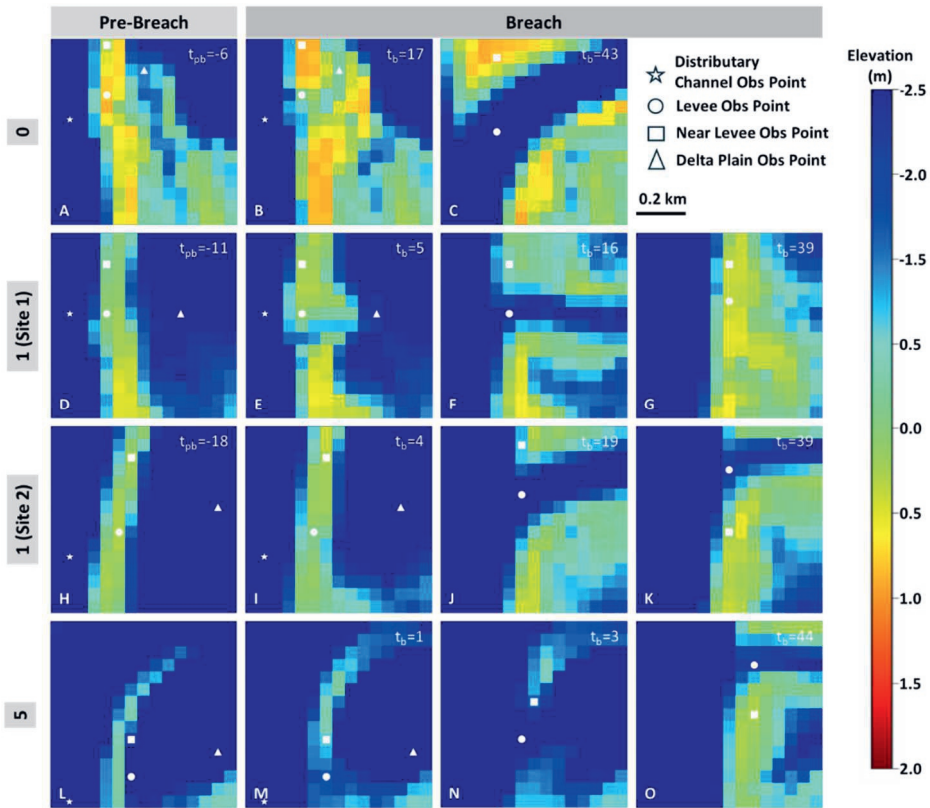 Pre-Breach
Breach
Elevation
(m)
0
t_pb=-6
A
t_b=17
B
t_b=43
C
Distributary
Channel Obs Point
Levee Obs Point
Near Levee Obs Point
Delta Plain Obs Point
0.2 km
1 (Site 1)
t_pb=-11
D
t_b=5
E
t_b=16
F
t_b=39
G
1 (Site 2)
t_pb=-18
H
t_b=4
I
t_b=19
J
t_b=39
K
5
L
t_b=1
M
t_b=3
N
t_b=44
O
-2.5
-2.0
-1.5
0.5
0.0
0.5
1.0
1.5
2.0